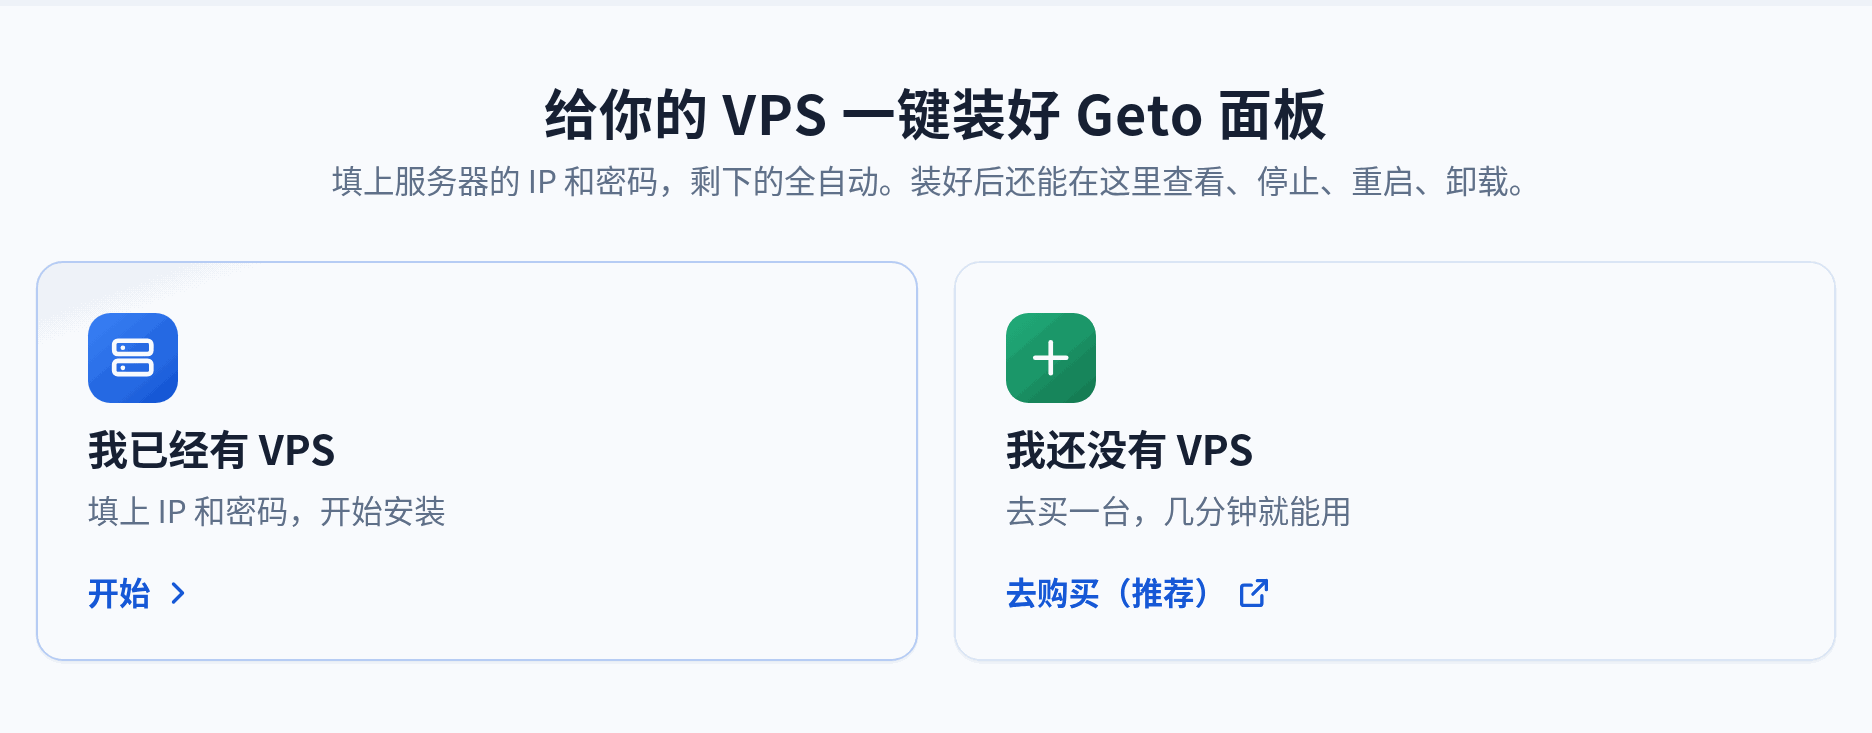 给你的 VPS 一键装好 Geto 面板
填上服务器的 IP 和密码，剩下的全自动。装好后还能在这里查看、停止、重启、卸载。
我已经有 VPS
填上 IP 和密码，开始安装
开始
我还没有 VPS
去买一台，几分钟就能用
去购买（推荐）